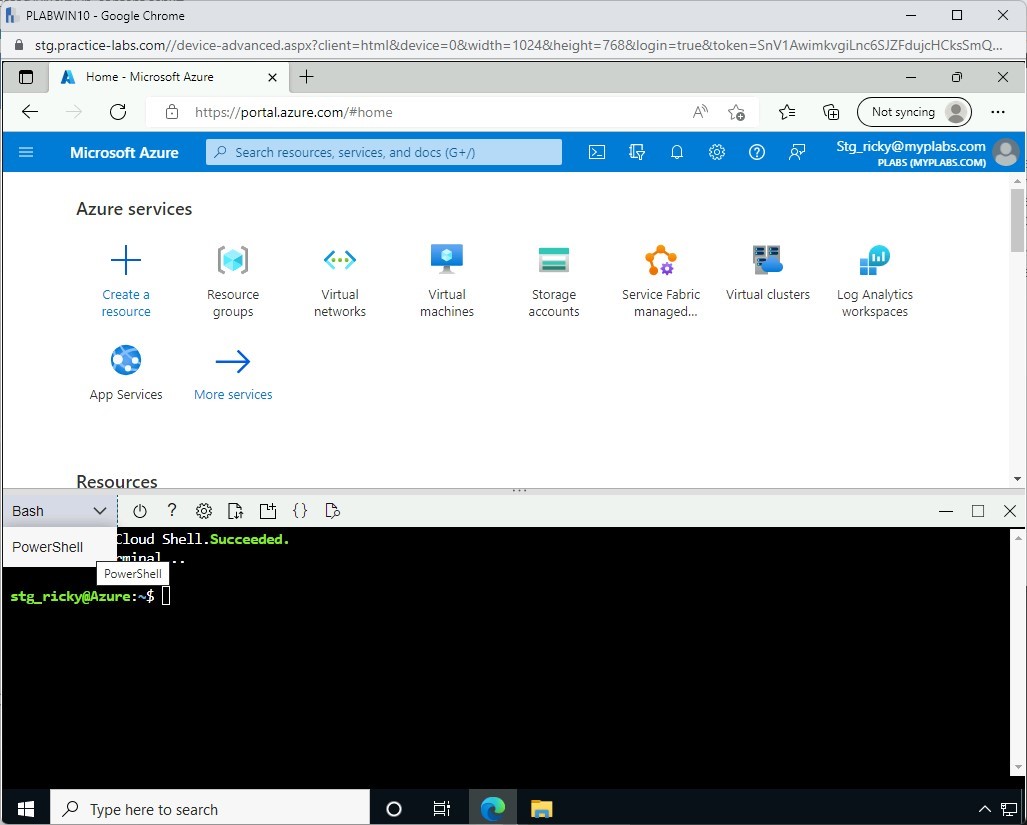 PLABWIN10 - Google Chrome
stg.practice-labs.com//device-advanced.aspx?client=html&device=0&width=1024&height=768&login=true&token=SnV1AwimkvgiLnc6SJZFdujcHCksSmQ...
Home - Microsoft Azure
https://portal.azure.com/#home
Not syncing
Microsoft Azure
Search resources, services, and docs (G+/)
Stg_ricky@myplabs.com
PLABS (MYPLABS.COM)
Azure services
Create a resource
Resource groups
Virtual networks
Virtual machines
Storage accounts
Service Fabric managed...
Virtual clusters
Log Analytics workspaces
App Services
More services
Resources
Bash
PowerShell
Cloud Shell.Succeeded.
rminal...
PowerShell
stg_ricky@Azure:~$
Type here to search